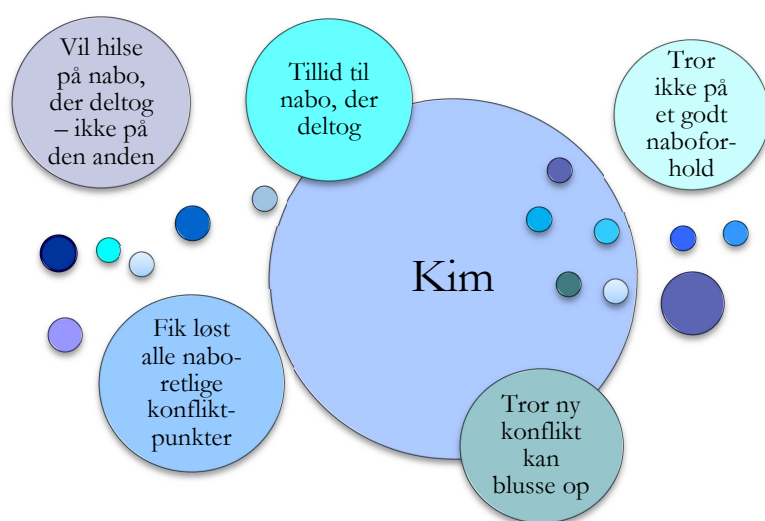 Vil hilse
på nabo,
der deltog
– ikke på
den anden
Tillid til
nabo, der
deltog
Tror
ikke på
et godt
nabofor-
hold
Kim
Fik løst
alle nabo-
retlige
konflikt-
punkter
Tror ny
konflikt
kan
blusse op